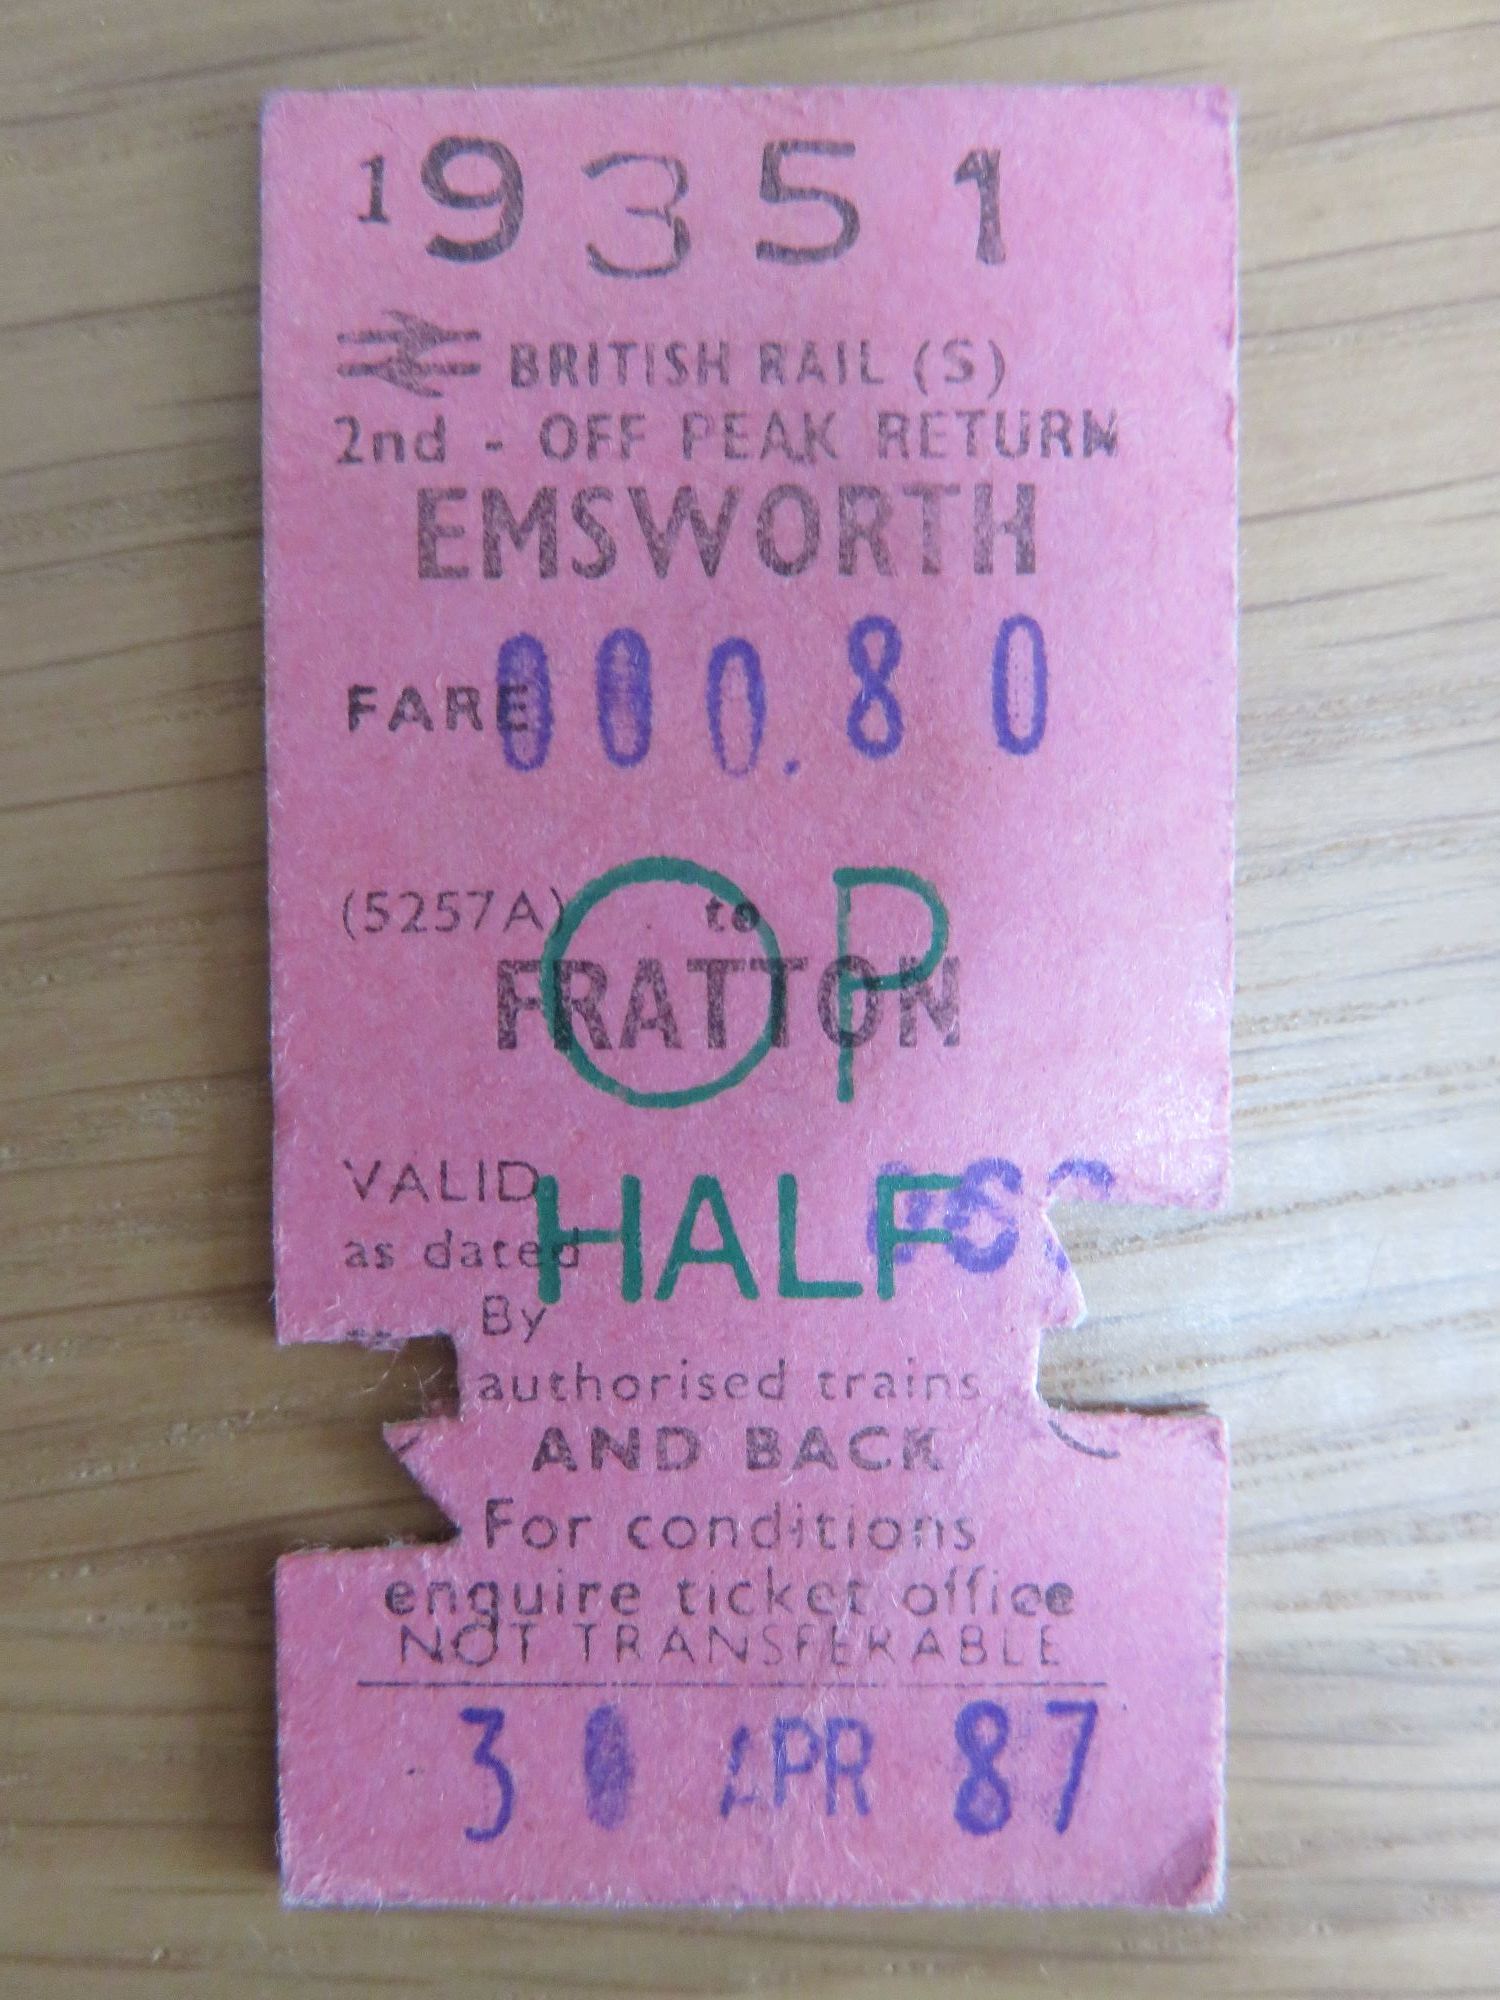 19351
BRITISH RAIL (S)
2nd - OFF PEAK RETURN
EMSWORTH
FARE 000.80
(5257A) to
OP
FRATTON
VALID
HALF
as dated
By
authorised trains
AND BACK
For conditions
enquire ticket office
NOT TRANSFERABLE
30 APR 87